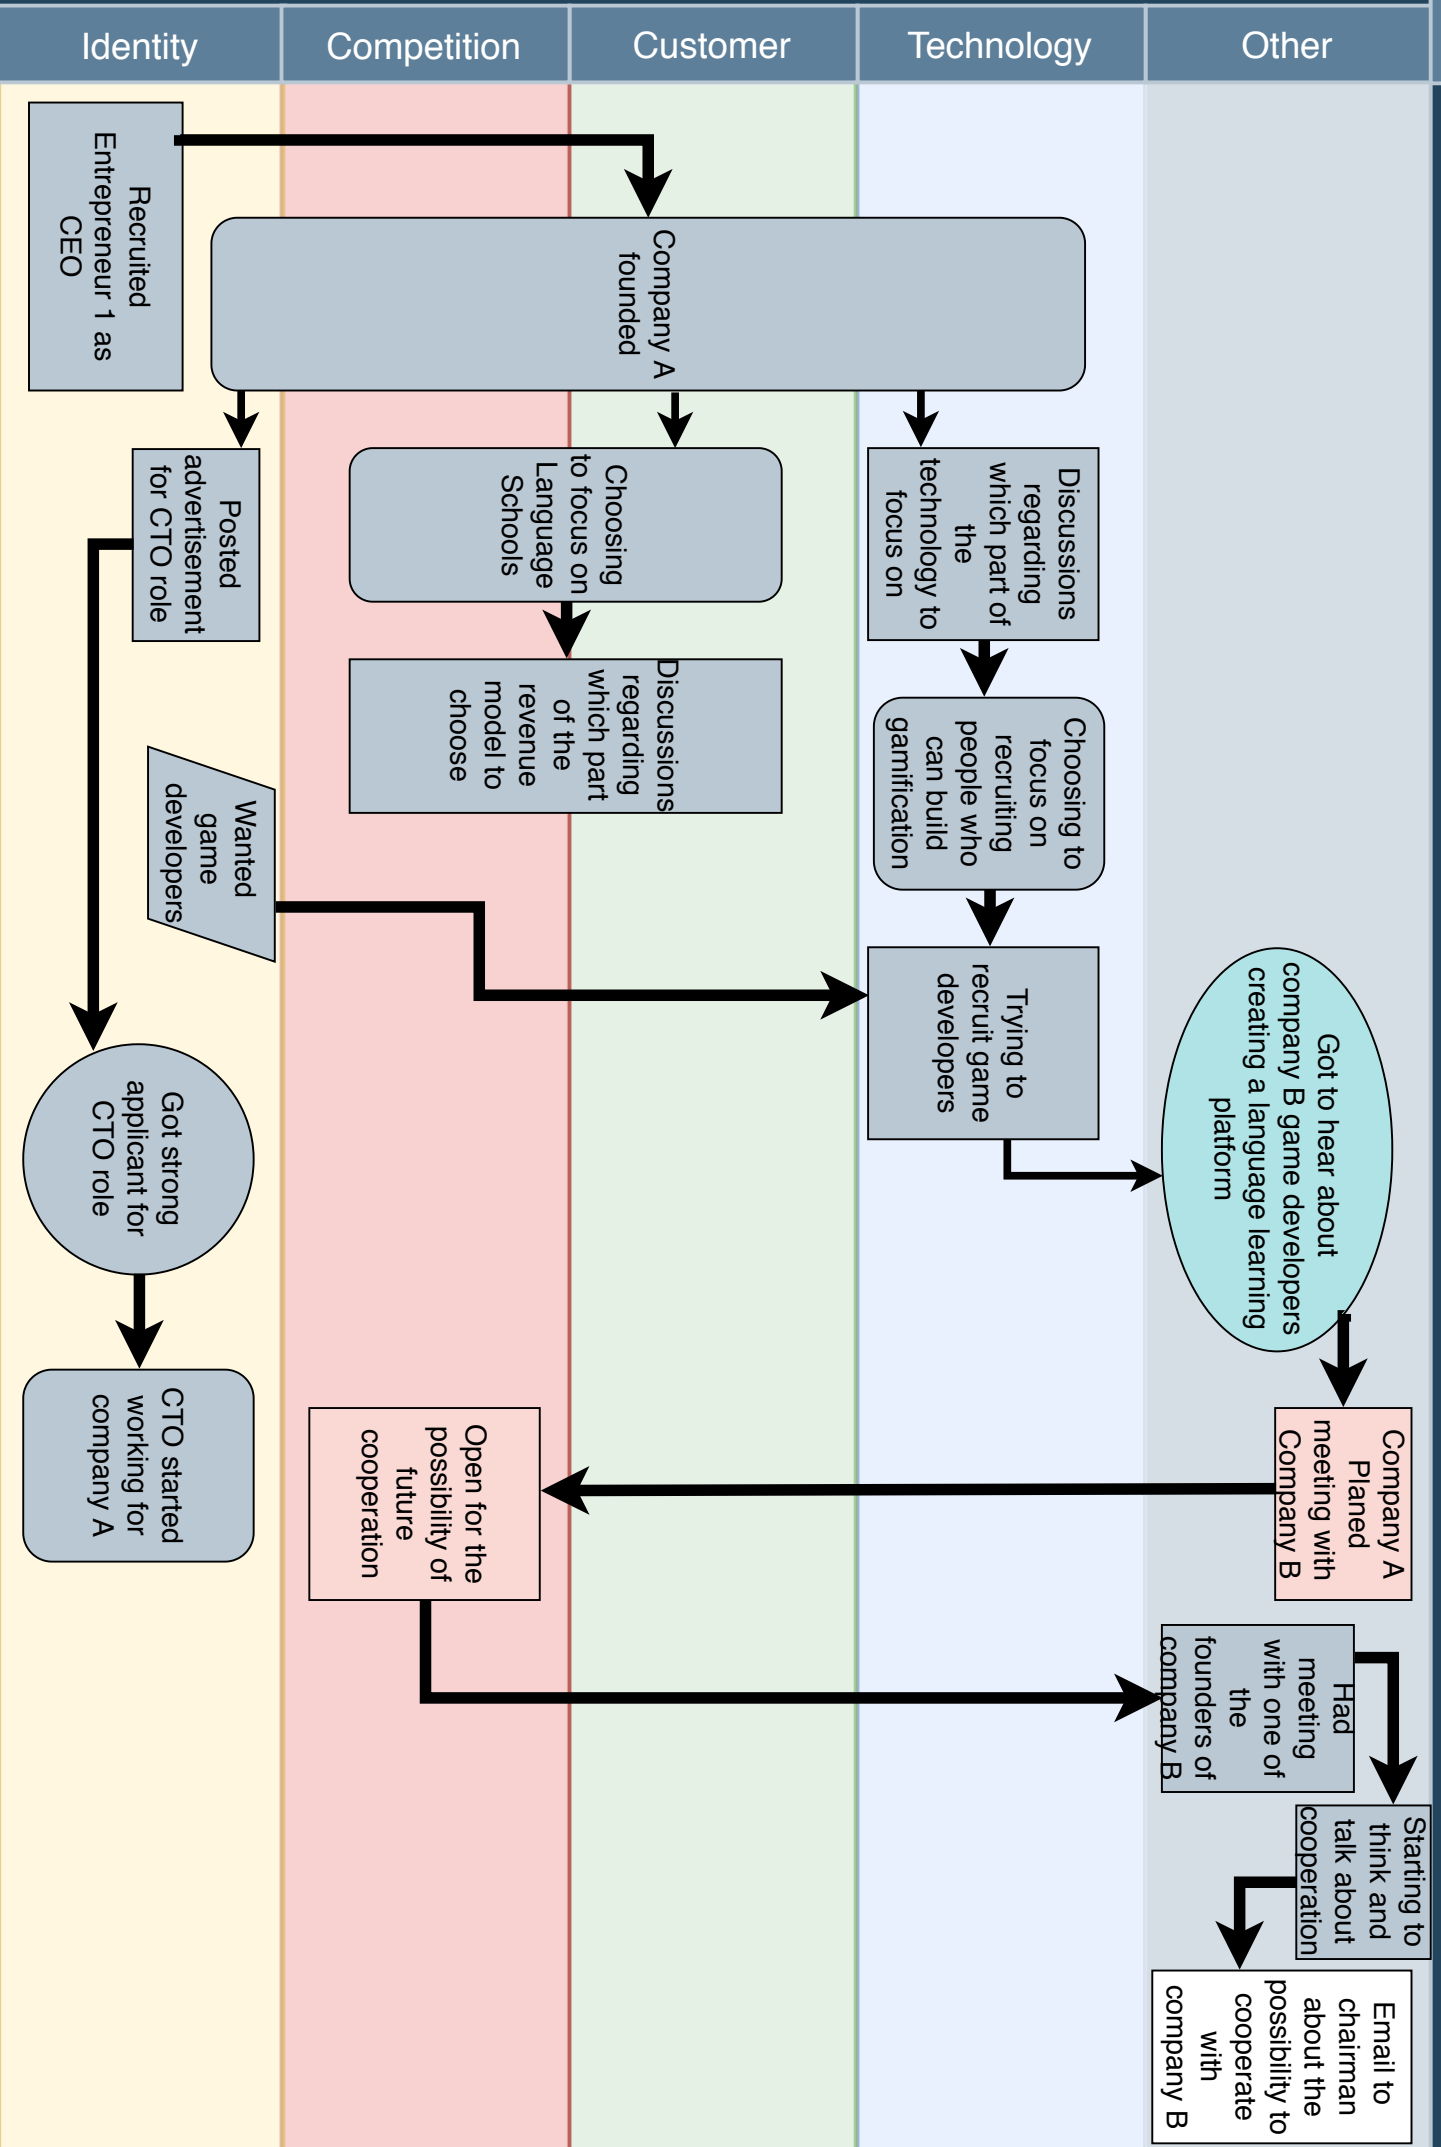 Identity
Competition
Customer
Technology
Other
Recruited
Entrepreneur 1 as
CEO
Company A
founded
Posted
advertisement
for CTO role
Choosing
to focus on
Language
Schools
Discussions
regarding
which part of
the
technology to
focus on
Discussions
regarding
which part
of the
revenue
model to
choose
Choosing to
focus on
recruiting
people who
can build
gamification
Wanted
game
developers
Trying to
recruit game
developers
Got to hear about
company B game developers
creating a language learning
platform
Got strong
applicant for
CTO role
CTO started
working for
company A
Company A
Planed
meeting with
Company B
Open for the
possibility of
future
cooperation
Had
meeting
with one of
the
founders of
company B
Starting to
think and
talk about
cooperation
Email to
chairman
about the
possibility to
cooperate
with
company B